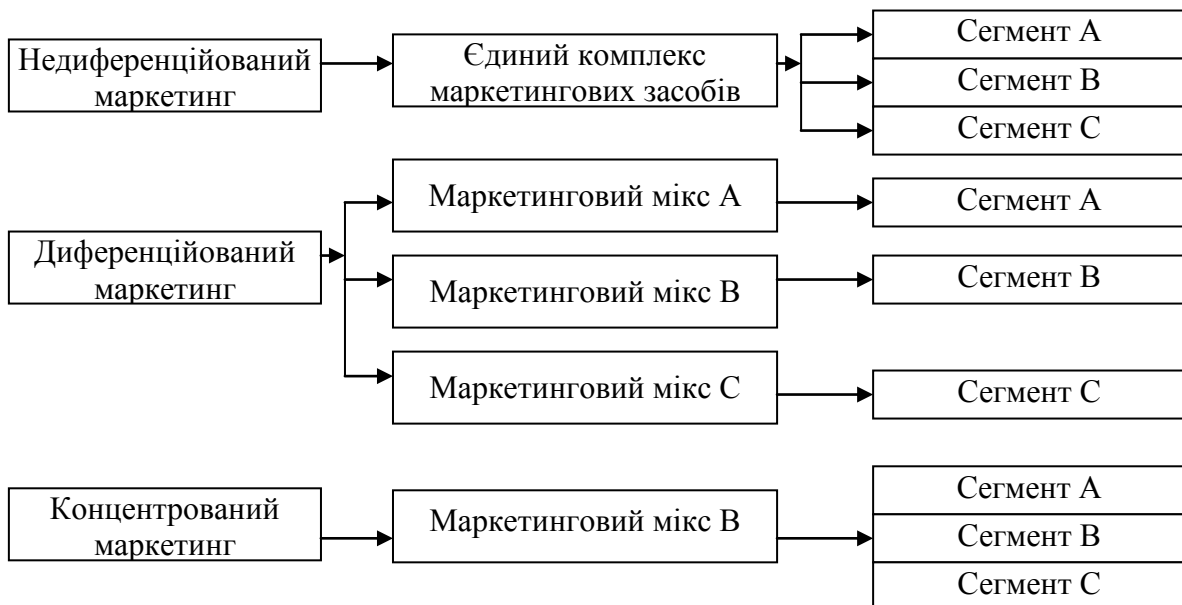 Недиференційований
маркетинг
Єдиний комплекс
маркетингових засобів
Сегмент А
Сегмент В
Сегмент С
Диференційований
маркетинг
Маркетинговий мікс А
Сегмент А
Маркетинговий мікс В
Сегмент В
Маркетинговий мікс С
Сегмент С
Концентрований
маркетинг
Маркетинговий мікс В
Сегмент А
Сегмент В
Сегмент С